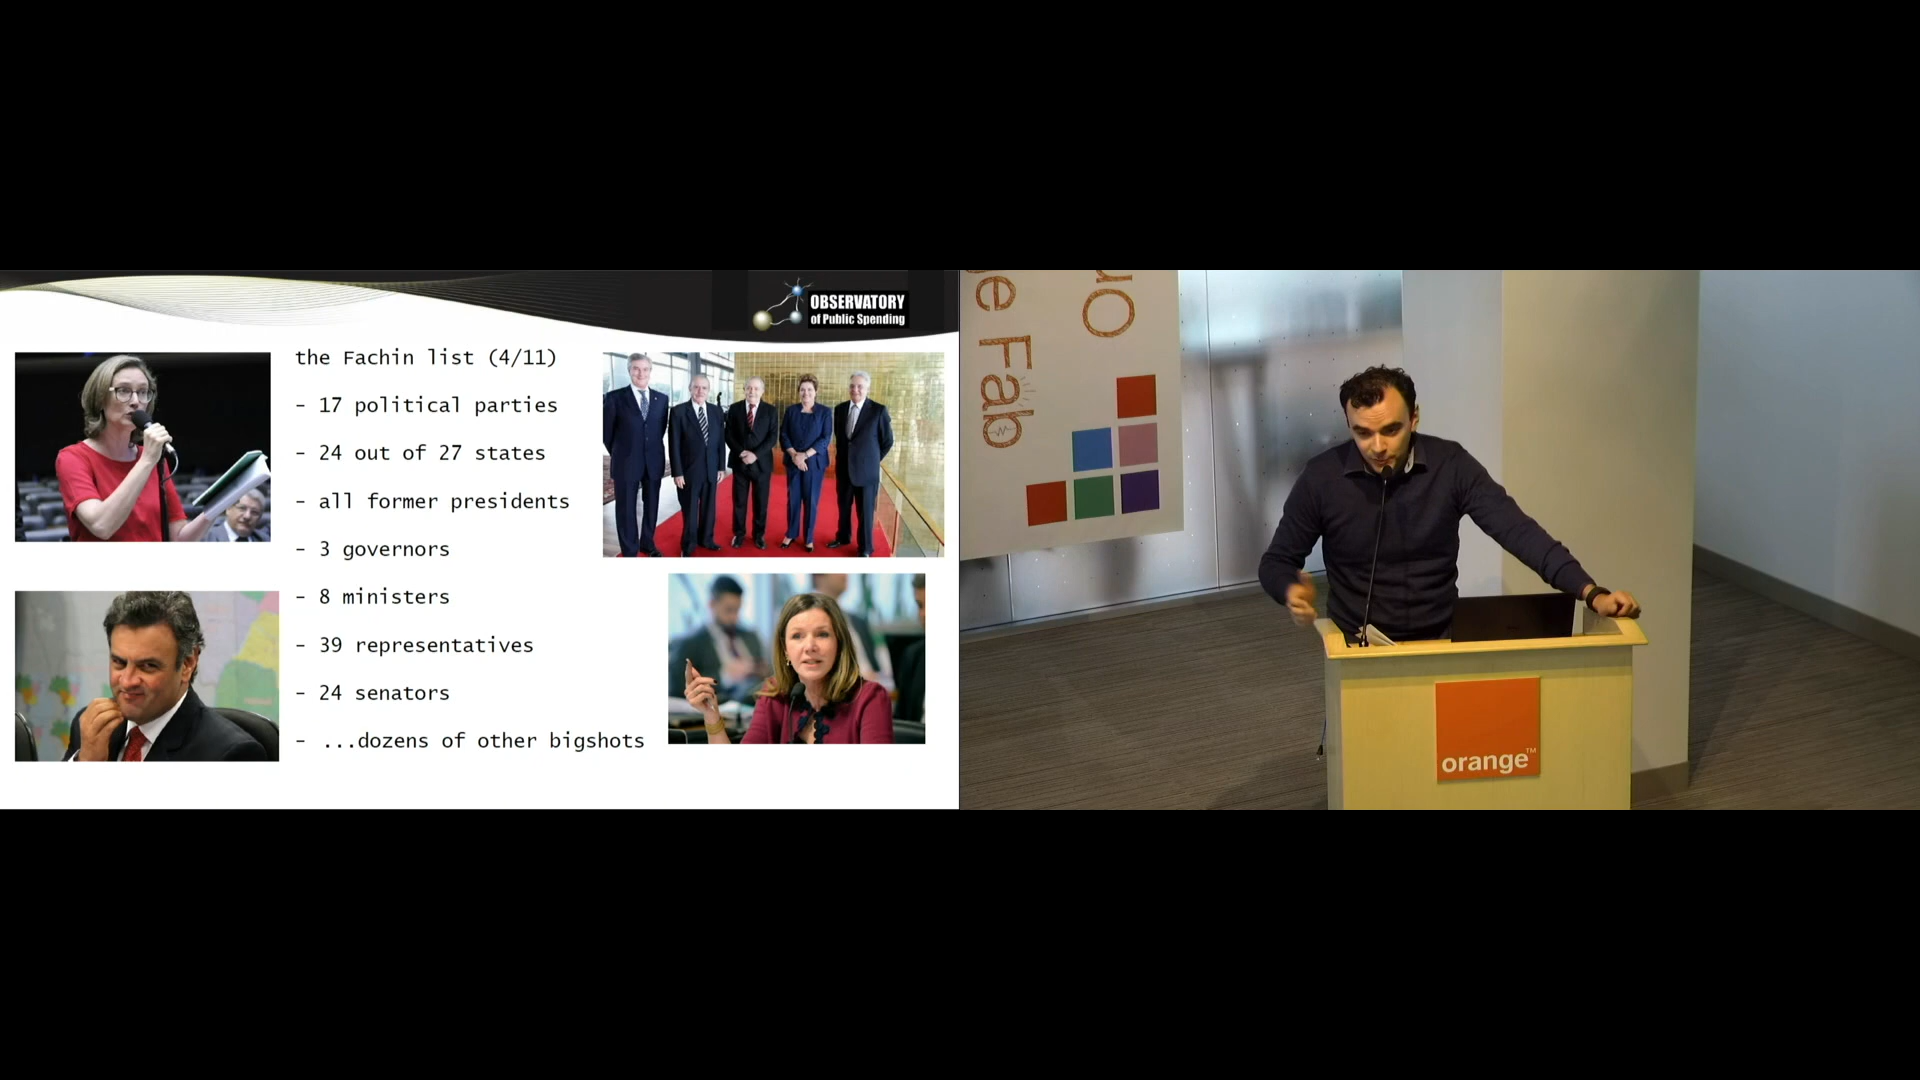 OBSERVATORY
of Public Spending
the Fachin list (4/11)
- 17 political parties
- 24 out of 27 states
- all former presidents
- 3 governors
- 8 ministers
- 39 representatives
- 24 senators
- ...dozens of other bigshots
Fab
orange™